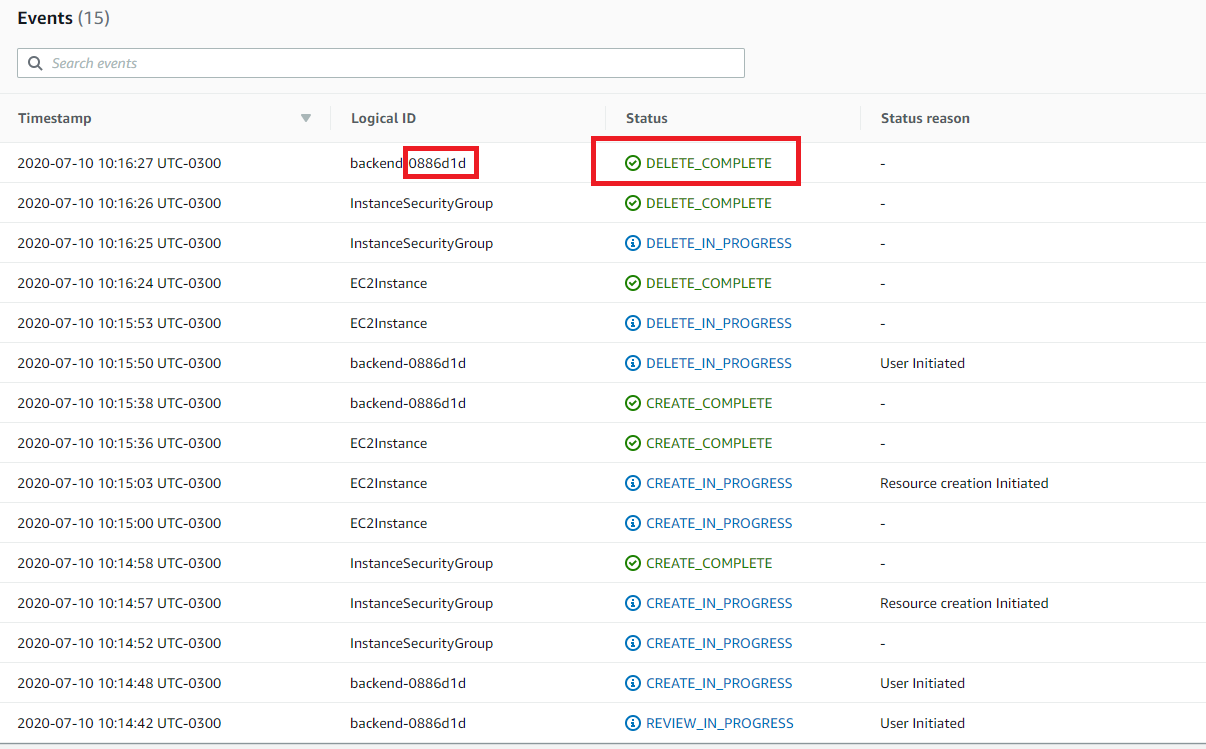 Events (15)
Search events
Timestamp Logical ID Status Status reason
2020-07-10 10:16:27 UTC-0300 backend-0886d1d DELETE_COMPLETE -
2020-07-10 10:16:26 UTC-0300 InstanceSecurityGroup DELETE_COMPLETE -
2020-07-10 10:16:25 UTC-0300 InstanceSecurityGroup DELETE_IN_PROGRESS -
2020-07-10 10:16:24 UTC-0300 EC2Instance DELETE_COMPLETE -
2020-07-10 10:15:53 UTC-0300 EC2Instance DELETE_IN_PROGRESS -
2020-07-10 10:15:50 UTC-0300 backend-0886d1d DELETE_IN_PROGRESS User Initiated
2020-07-10 10:15:38 UTC-0300 backend-0886d1d CREATE_COMPLETE -
2020-07-10 10:15:36 UTC-0300 EC2Instance CREATE_COMPLETE -
2020-07-10 10:15:03 UTC-0300 EC2Instance CREATE_IN_PROGRESS Resource creation Initiated
2020-07-10 10:15:00 UTC-0300 EC2Instance CREATE_IN_PROGRESS -
2020-07-10 10:14:58 UTC-0300 InstanceSecurityGroup CREATE_COMPLETE -
2020-07-10 10:14:57 UTC-0300 InstanceSecurityGroup CREATE_IN_PROGRESS Resource creation Initiated
2020-07-10 10:14:52 UTC-0300 InstanceSecurityGroup CREATE_IN_PROGRESS -
2020-07-10 10:14:48 UTC-0300 backend-0886d1d CREATE_IN_PROGRESS User Initiated
2020-07-10 10:14:42 UTC-0300 backend-0886d1d REVIEW_IN_PROGRESS User Initiated